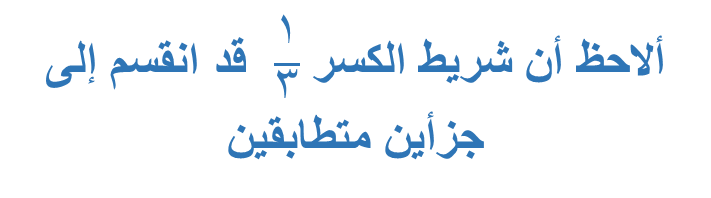 ألاحظ أن شريط الكسر ١/٣ قد انقسم إلى
جزأين متطابقين